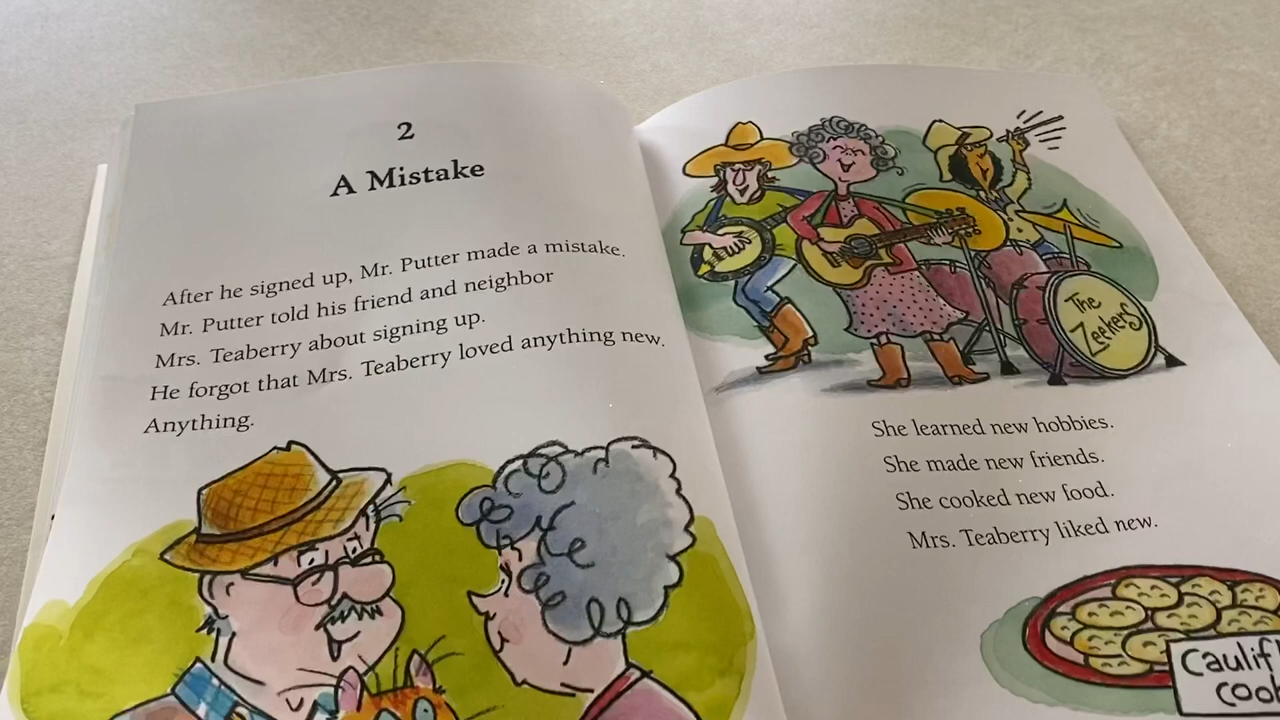 2
A Mistake
After he signed up, Mr. Putter made a mistake.
Mr. Putter told his friend and neighbor
Mrs. Teaberry about signing up.
He forgot that Mrs. Teaberry loved anything new.
Anything.
The
Zeekers
She learned new hobbies.
She made new friends.
She cooked new food.
Mrs. Teaberry liked new.